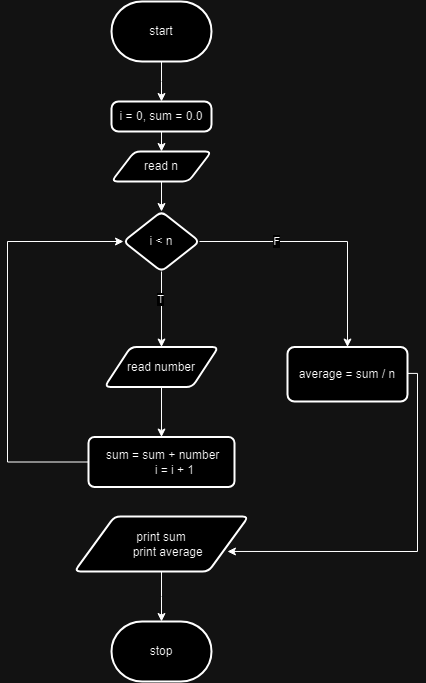 start
i = 0, sum = 0.0
read n
i < n
F
T
read number
average = sum / n
sum = sum + number
i = i + 1
print sum
print average
stop